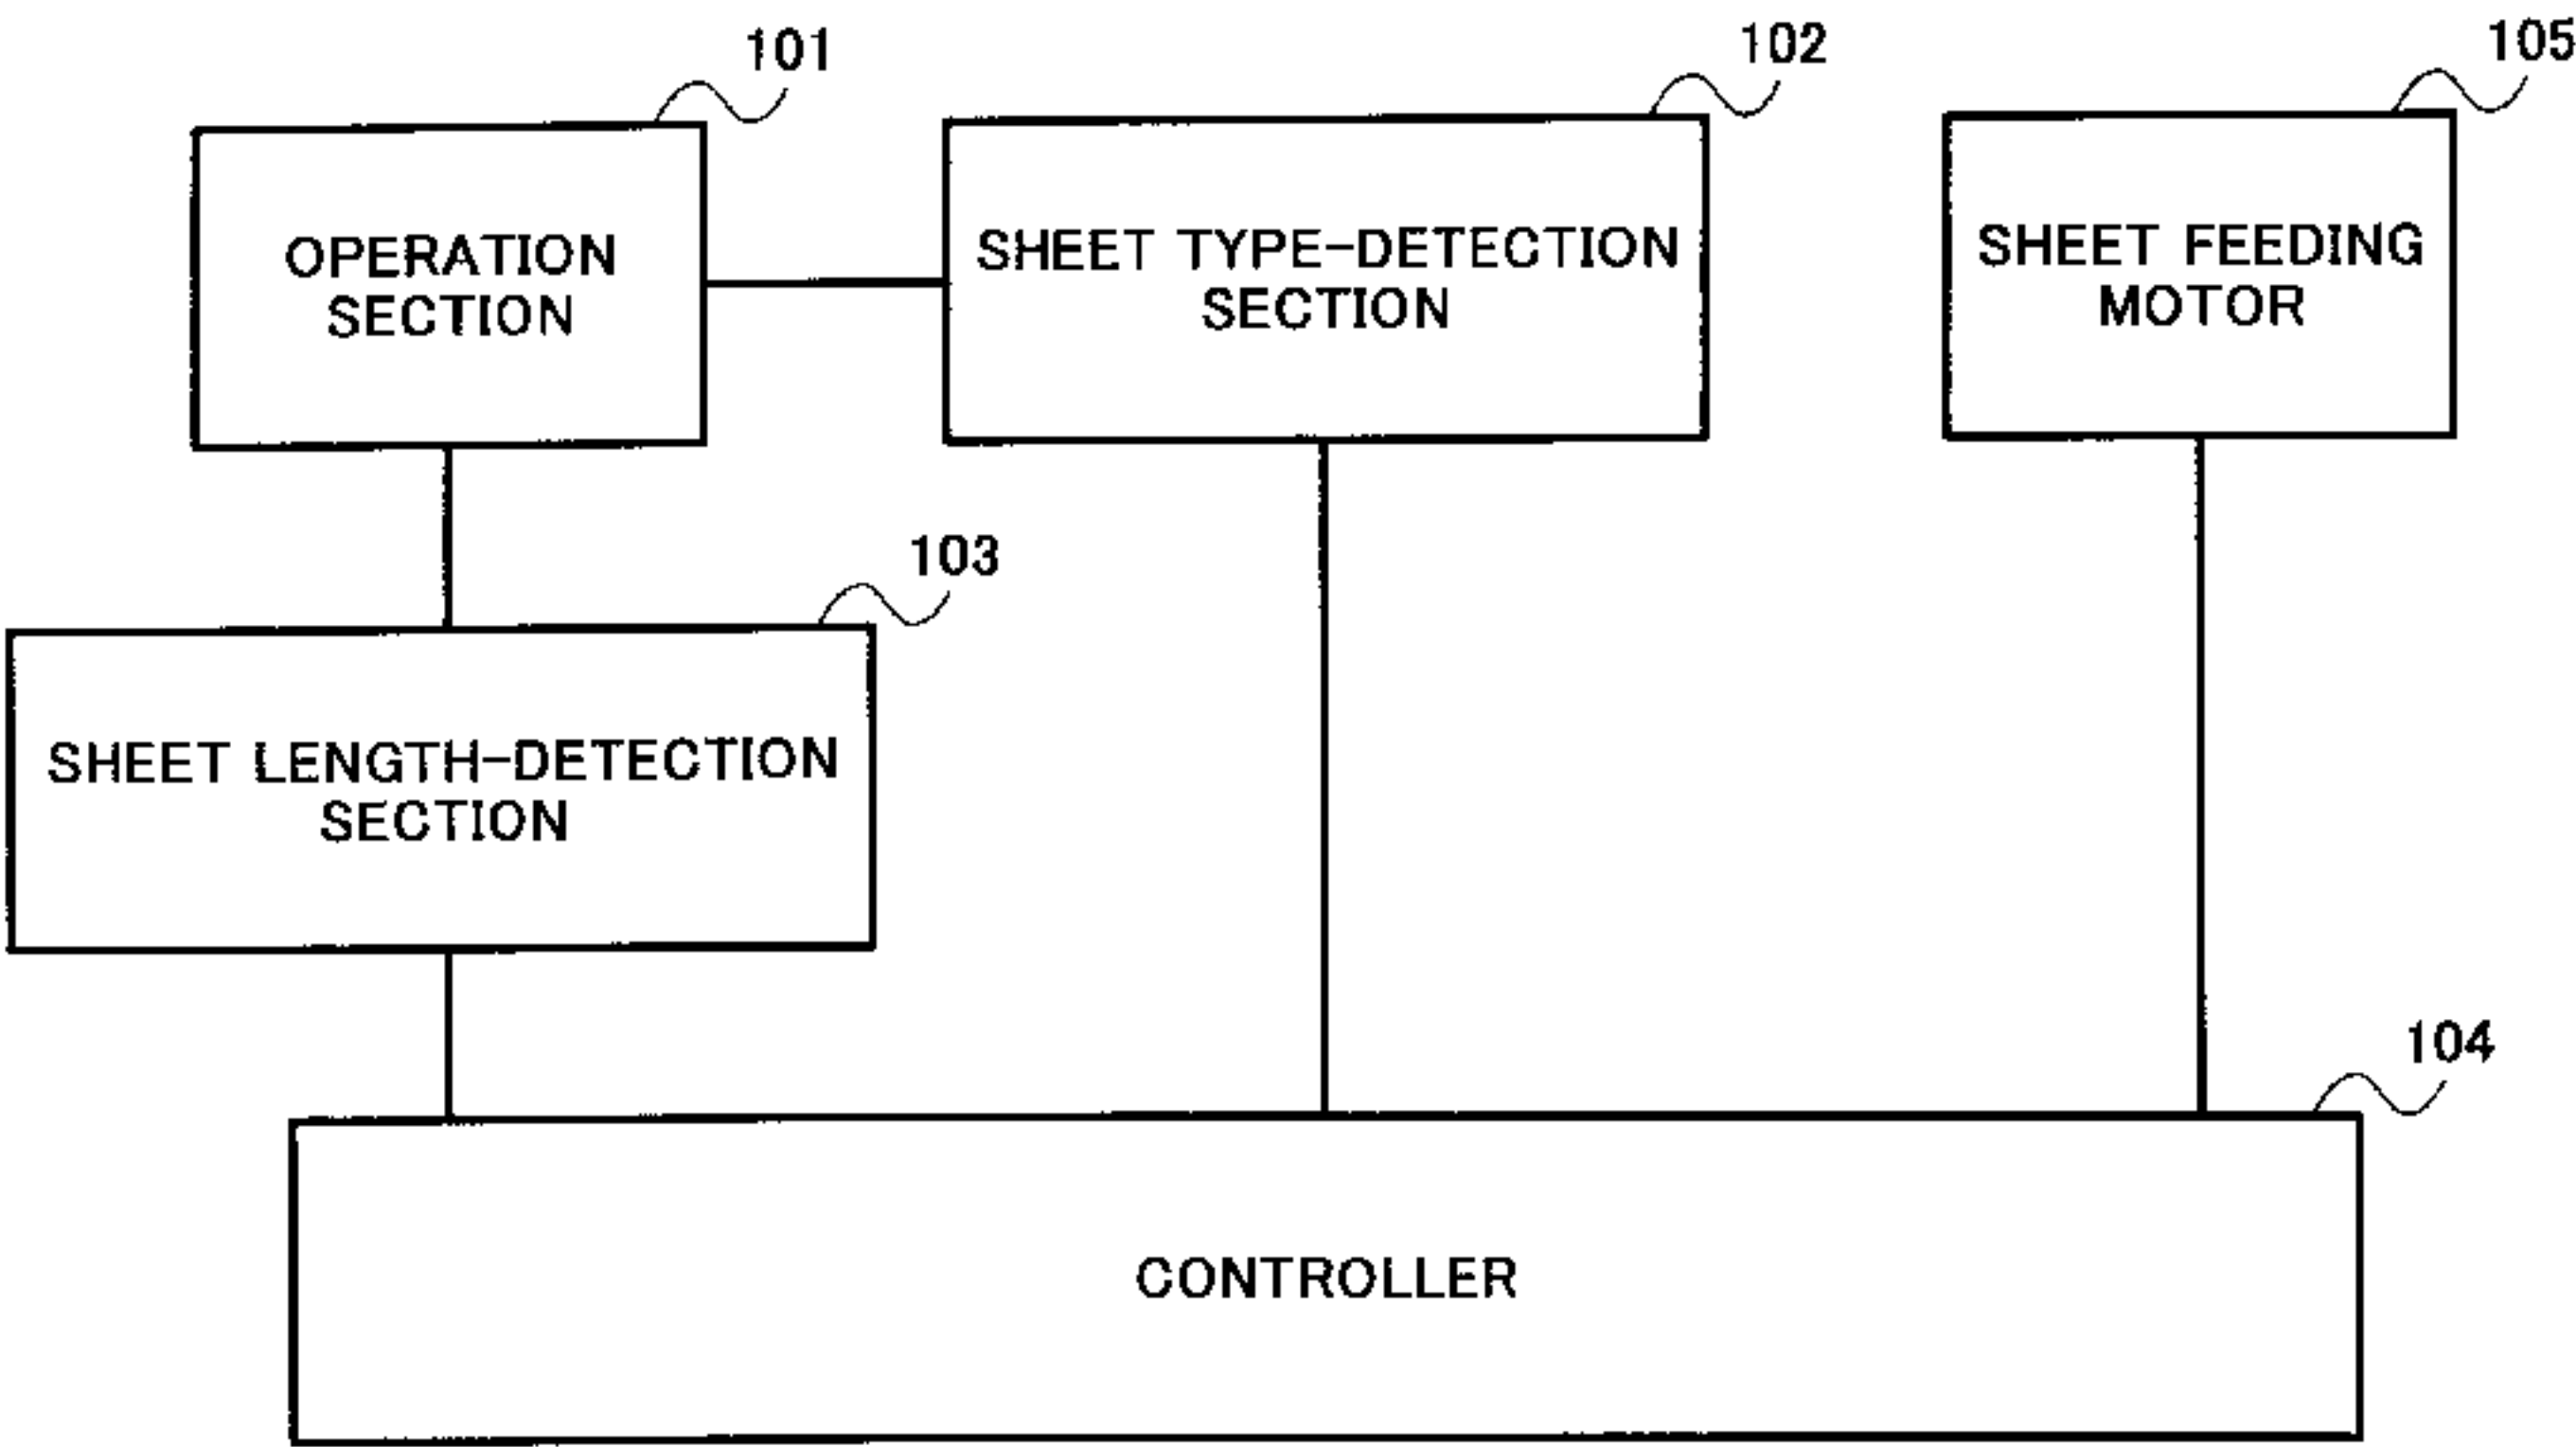 101
OPERATION
SECTION
102
SHEET TYPE-DETECTION
SECTION
105
SHEET FEEDING
MOTOR
103
SHEET LENGTH-DETECTION
SECTION
104
CONTROLLER